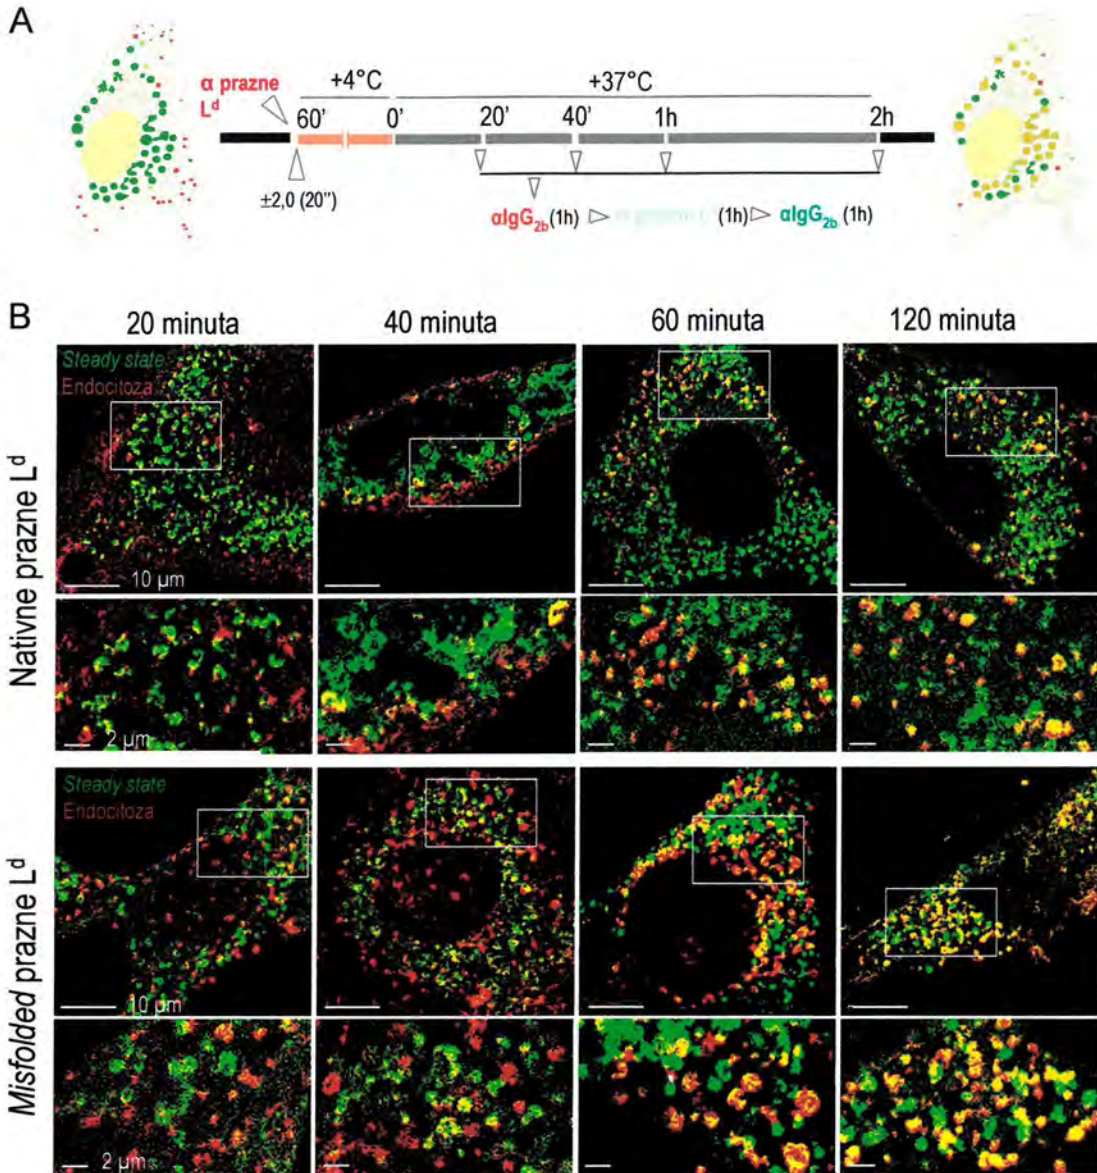 A
α prazne
L^d
+4°C
+37°C
60'
0'
20'
40'
1h
2h
±2,0 (20'')
αIgG₂b(1h) (1h) αIgG₂b (1h)
B
20 minuta
40 minuta
60 minuta
120 minuta
Nativne prazne L^d
Steady state
Endocitoza
10 µm
2 µm
Misfolded prazne L^d
Steady state
Endocitoza
10 µm
2 µm